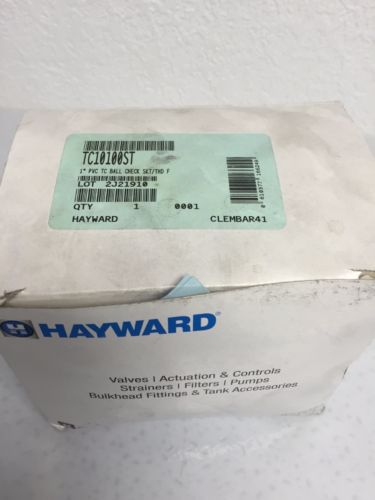 TC10100ST
1" PVC TC BALL CHECK SKT/THD F
LOT 2J21910
QTY 1 0001
HAYWARD CLEMBAR41
HAYWARD®
Valves | Actuation & Controls
Strainers | Filters | Pumps
Bulkhead Fittings & Tank Accessories